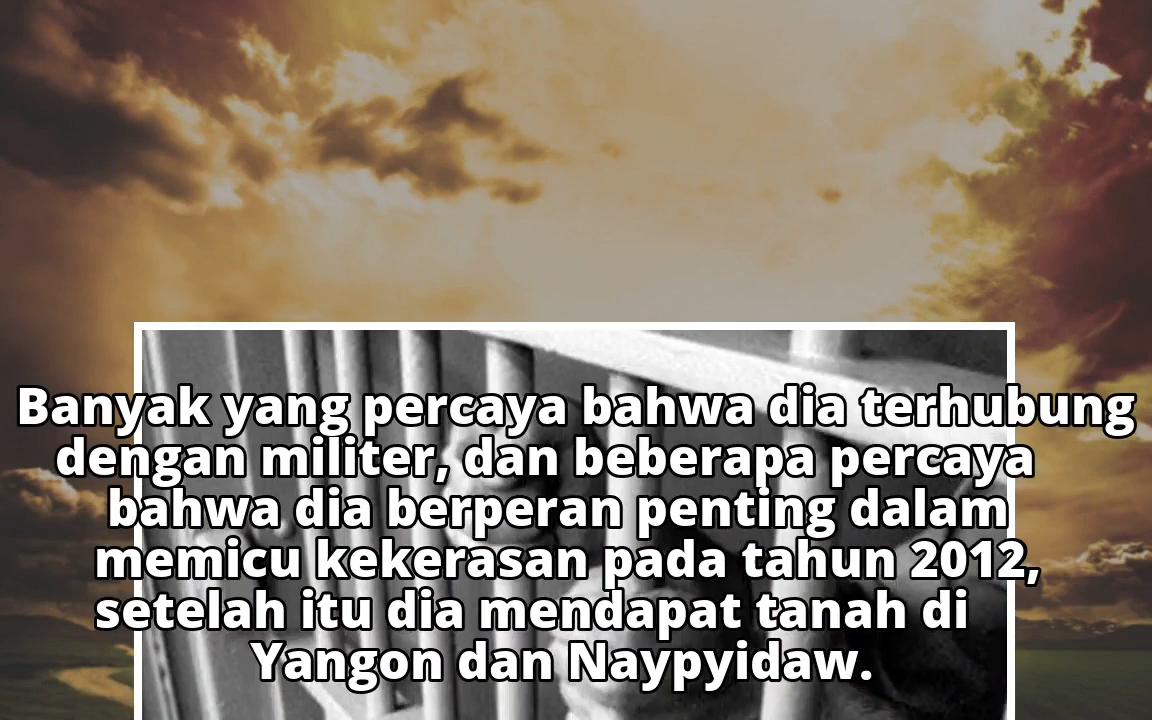 Banyak yang percaya bahwa dia terhubung
dengan militer, dan beberapa percaya
bahwa dia berperan penting dalam
memicu kekerasan pada tahun 2012,
setelah itu dia mendapat tanah di
Yangon dan Naypyidaw.